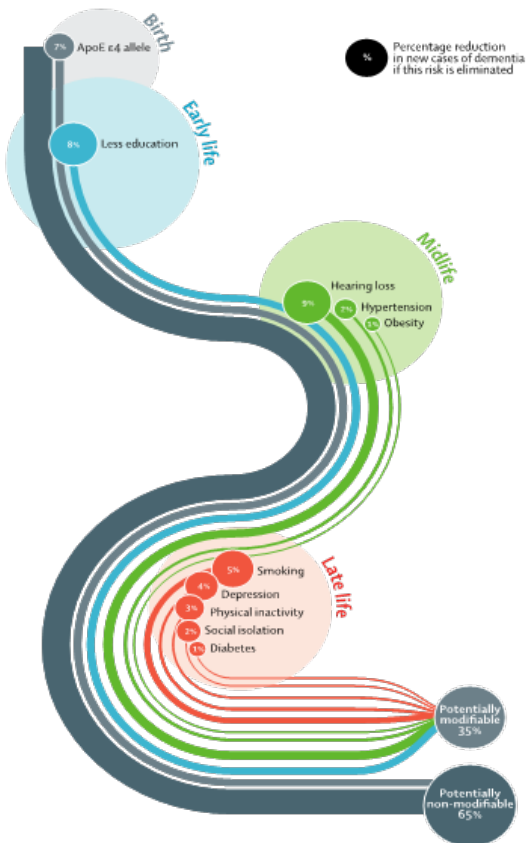 Birth
7%
ApoE ε4 allele
%
Percentage reduction
in new cases of dementia
if this risk is eliminated
Early life
8%
Less education
Midlife
Hearing loss
9%
2%
Hypertension
1%
Obesity
Late life
5%
Smoking
4%
Depression
3%
Physical inactivity
2%
Social isolation
1%
Diabetes
Potentially
modifiable
35%
Potentially
non-modifiable
65%